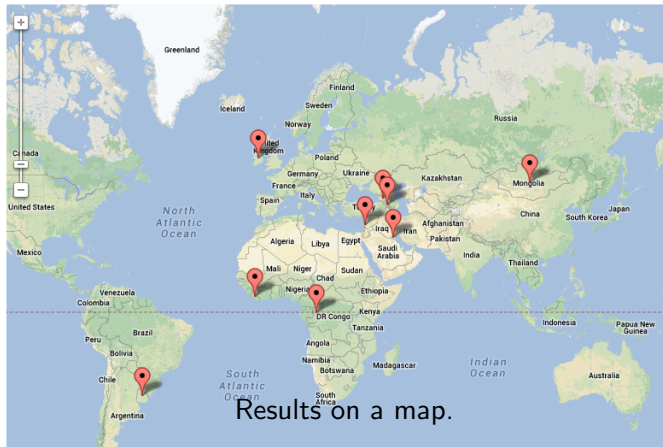 +
Greenland
Iceland
Finland
Sweden
Norway
Russia
United
Kingdom
Canada
Poland
Germany
Ukraine
Kazakhstan
Mongolia
France
Italy
Spain
United States
North
Atlantic
Ocean
China
South Korea
Japan
Iraq
Iran
Afghanistan
Pakistan
Algeria
Libya
Egypt
Saudi
Arabia
India
Mexico
Mali
Niger
Chad
Sudan
Thailand
Nigeria
Ethiopia
Venezuela
Colombia
DR Congo
Kenya
Tanzania
Indonesia
Papua New
Guinea
Brazil
Peru
Bolivia
Angola
Namibia
Botswana
Madagascar
South
Atlantic
Ocean
Indian
Ocean
Chile
Argentina
South
Africa
Australia
Results on a map.